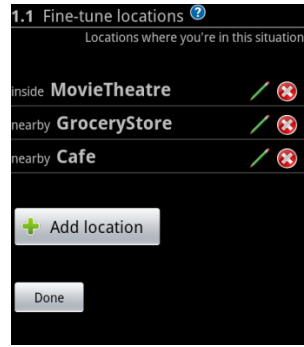 1.1 Fine-tune locations ?
Locations where you're in this situation
inside MovieTheatre
nearby GroceryStore
nearby Cafe
Add location
Done